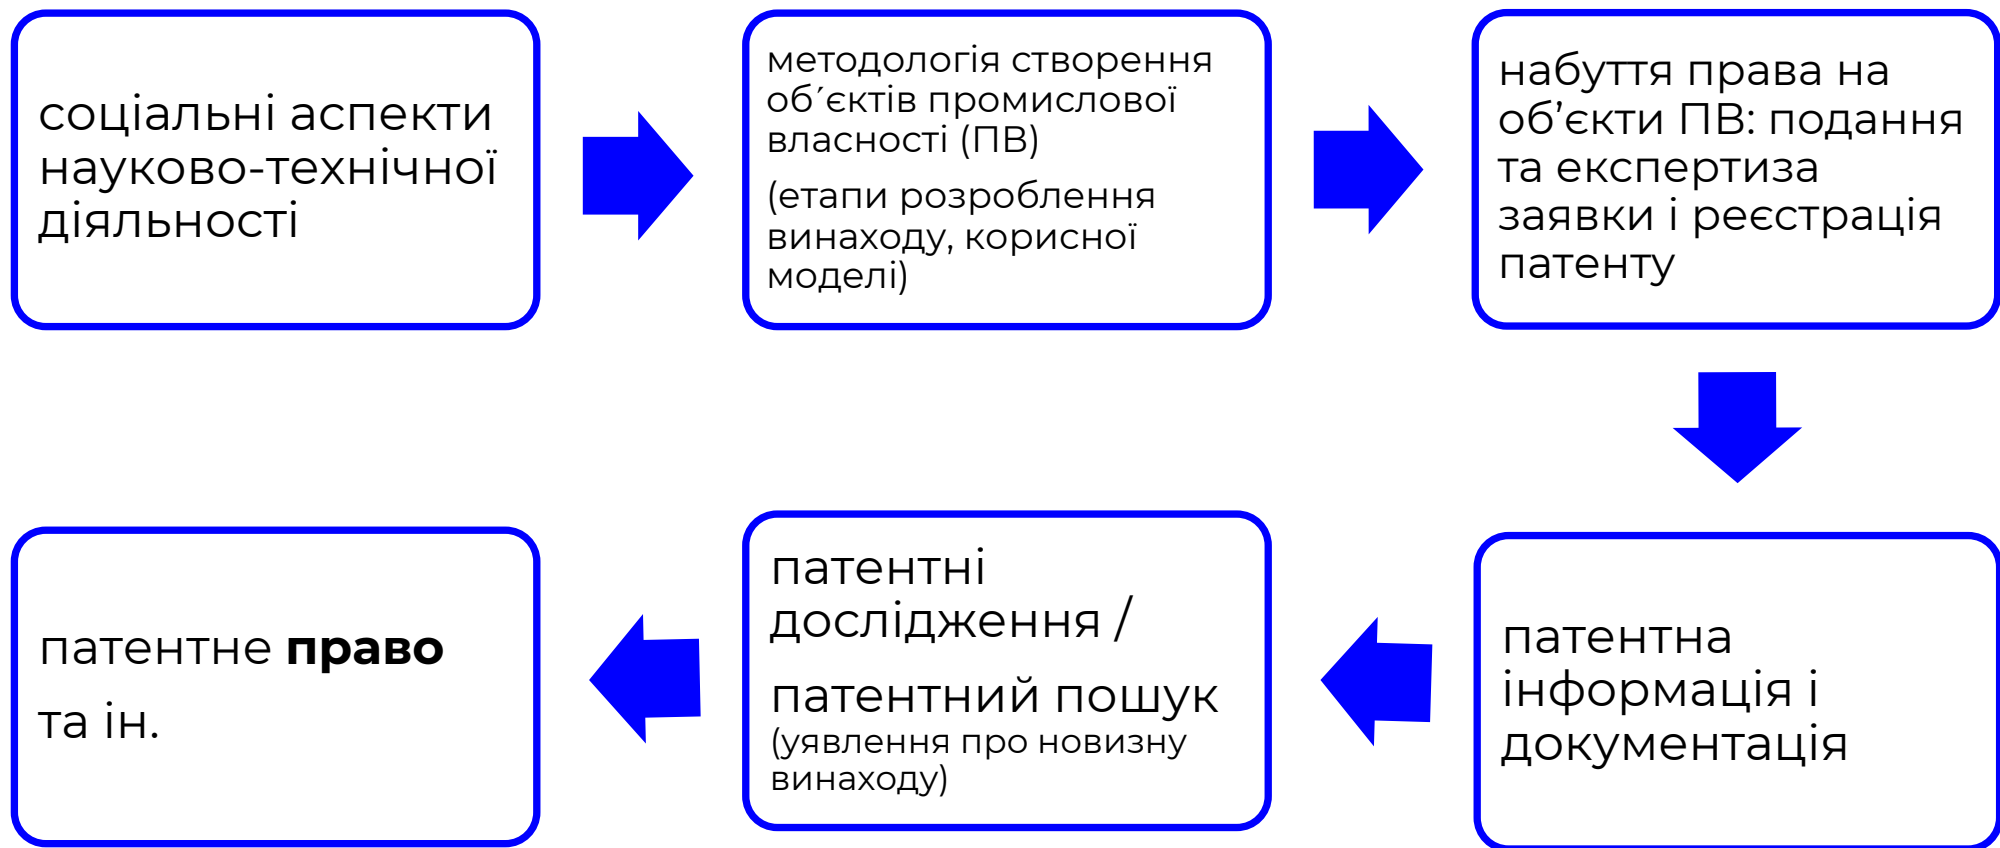 соціальні аспекти
науково-технічної
діяльності
методологія створення
об´єктів промислової
власності (ПВ)
(етапи розроблення
винаходу, корисної
моделі)
набуття права на
об’єкти ПВ: подання
та експертиза
заявки і реєстрація
патенту
патентна
інформація і
документація
патентні
дослідження /
патентний пошук
(уявлення про новизну
винаходу)
патентне право
та ін.